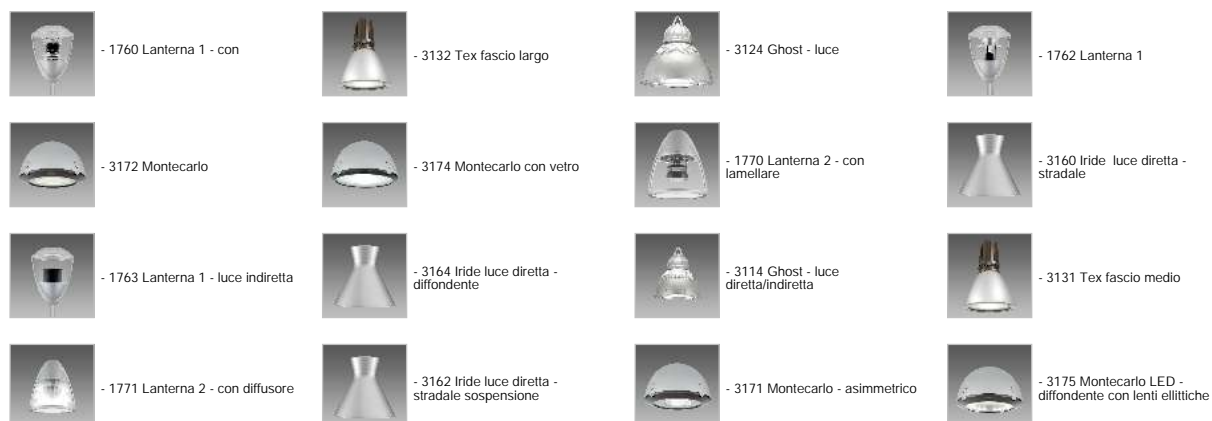 - 1760 Lanterna 1 - con
- 3132 Tex fascio largo
- 3124 Ghost - luce
- 1762 Lanterna 1
- 3172 Montecarlo
- 3174 Montecarlo con vetro
- 1770 Lanterna 2 - con
lamellare
- 3160 Iride luce diretta -
stradale
- 1763 Lanterna 1 - luce indiretta
- 3164 Iride luce diretta -
diffondente
- 3114 Ghost - luce
diretta/indiretta
- 3131 Tex fascio medio
- 1771 Lanterna 2 - con diffusore
- 3162 Iride luce diretta -
stradale sospensione
- 3171 Montecarlo - asimmetrico
- 3175 Montecarlo LED -
diffondente con lenti ellittiche